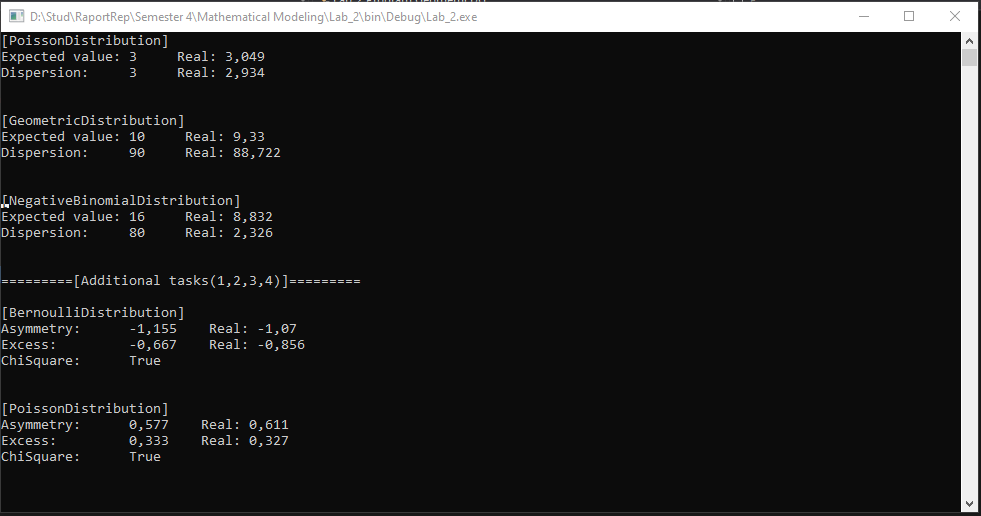 D:\Stud\RaportRep\Semester 4\Mathematical Modeling\Lab_2\bin\Debug\Lab_2.exe
[PoissonDistribution]
Expected value: 3     Real: 3,049
Dispersion:     3     Real: 2,934
[GeometricDistribution]
Expected value: 10     Real: 9,33
Dispersion:     90     Real: 88,722
[NegativeBinomialDistribution]
Expected value: 16     Real: 8,832
Dispersion:     80     Real: 2,326
=========[Additional tasks(1,2,3,4)]=========
[BernoulliDistribution]
Asymmetry:      -1,155    Real: -1,07
Excess:         -0,667    Real: -0,856
ChiSquare:      True
[PoissonDistribution]
Asymmetry:      0,577    Real: 0,611
Excess:         0,333    Real: 0,327
ChiSquare:      True